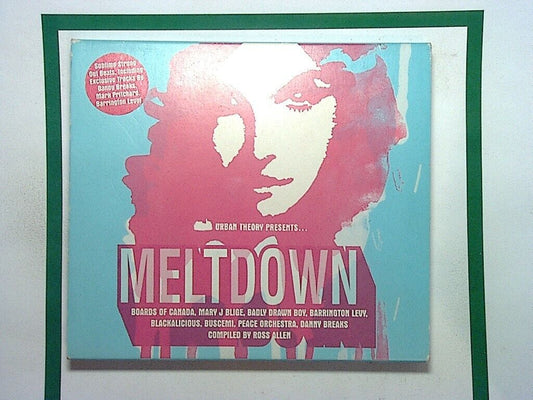 Sublime Strung
Out Beats, Including
Exclusive Tracks By
Danny Breaks,
Mark Pritchard,
Barrington Levy!
URBAN THEORY PRESENTS...
MELTDOWN
BOARDS OF CANADA, MARY J BLIGE, BADLY DRAWN BOY, BARRINGTON LEVY,
BLACKALICIOUS, BUSCEMI, PEACE ORCHESTRA, DANNY BREAKS
COMPILED BY ROSS ALLEN